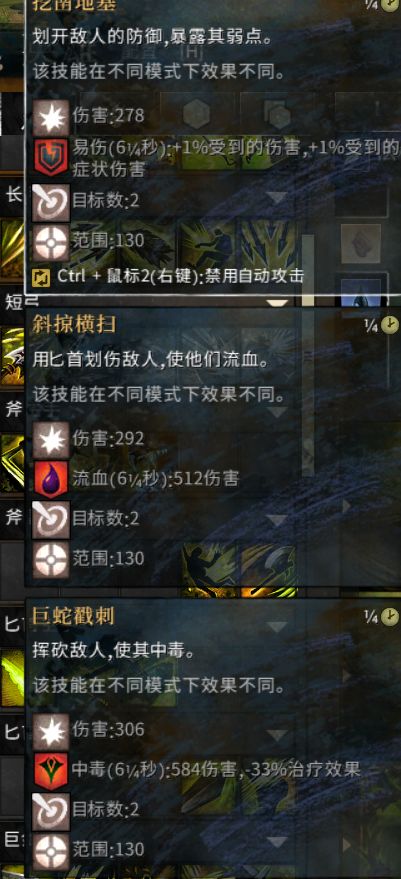 挖凿地基
¼
划开敌人的防御,暴露其弱点。
该技能在不同模式下效果不同。
伤害:278
易伤(6¼秒):+1%受到的伤害,+1%受到的
症状伤害
目标数:2
范围:130
Ctrl + 鼠标2(右键):禁用自动攻击
长
短
斜掠横扫
¼
用匕首划伤敌人,使他们流血。
该技能在不同模式下效果不同。
伤害:292
斧
流血(6¼秒):512伤害
目标数:2
斧
范围:130
巨蛇戳刺
¼
匕
挥砍敌人,使其中毒。
该技能在不同模式下效果不同。
伤害:306
匕
中毒(6¼秒):584伤害,-33%治疗效果
目标数:2
范围:130
巨